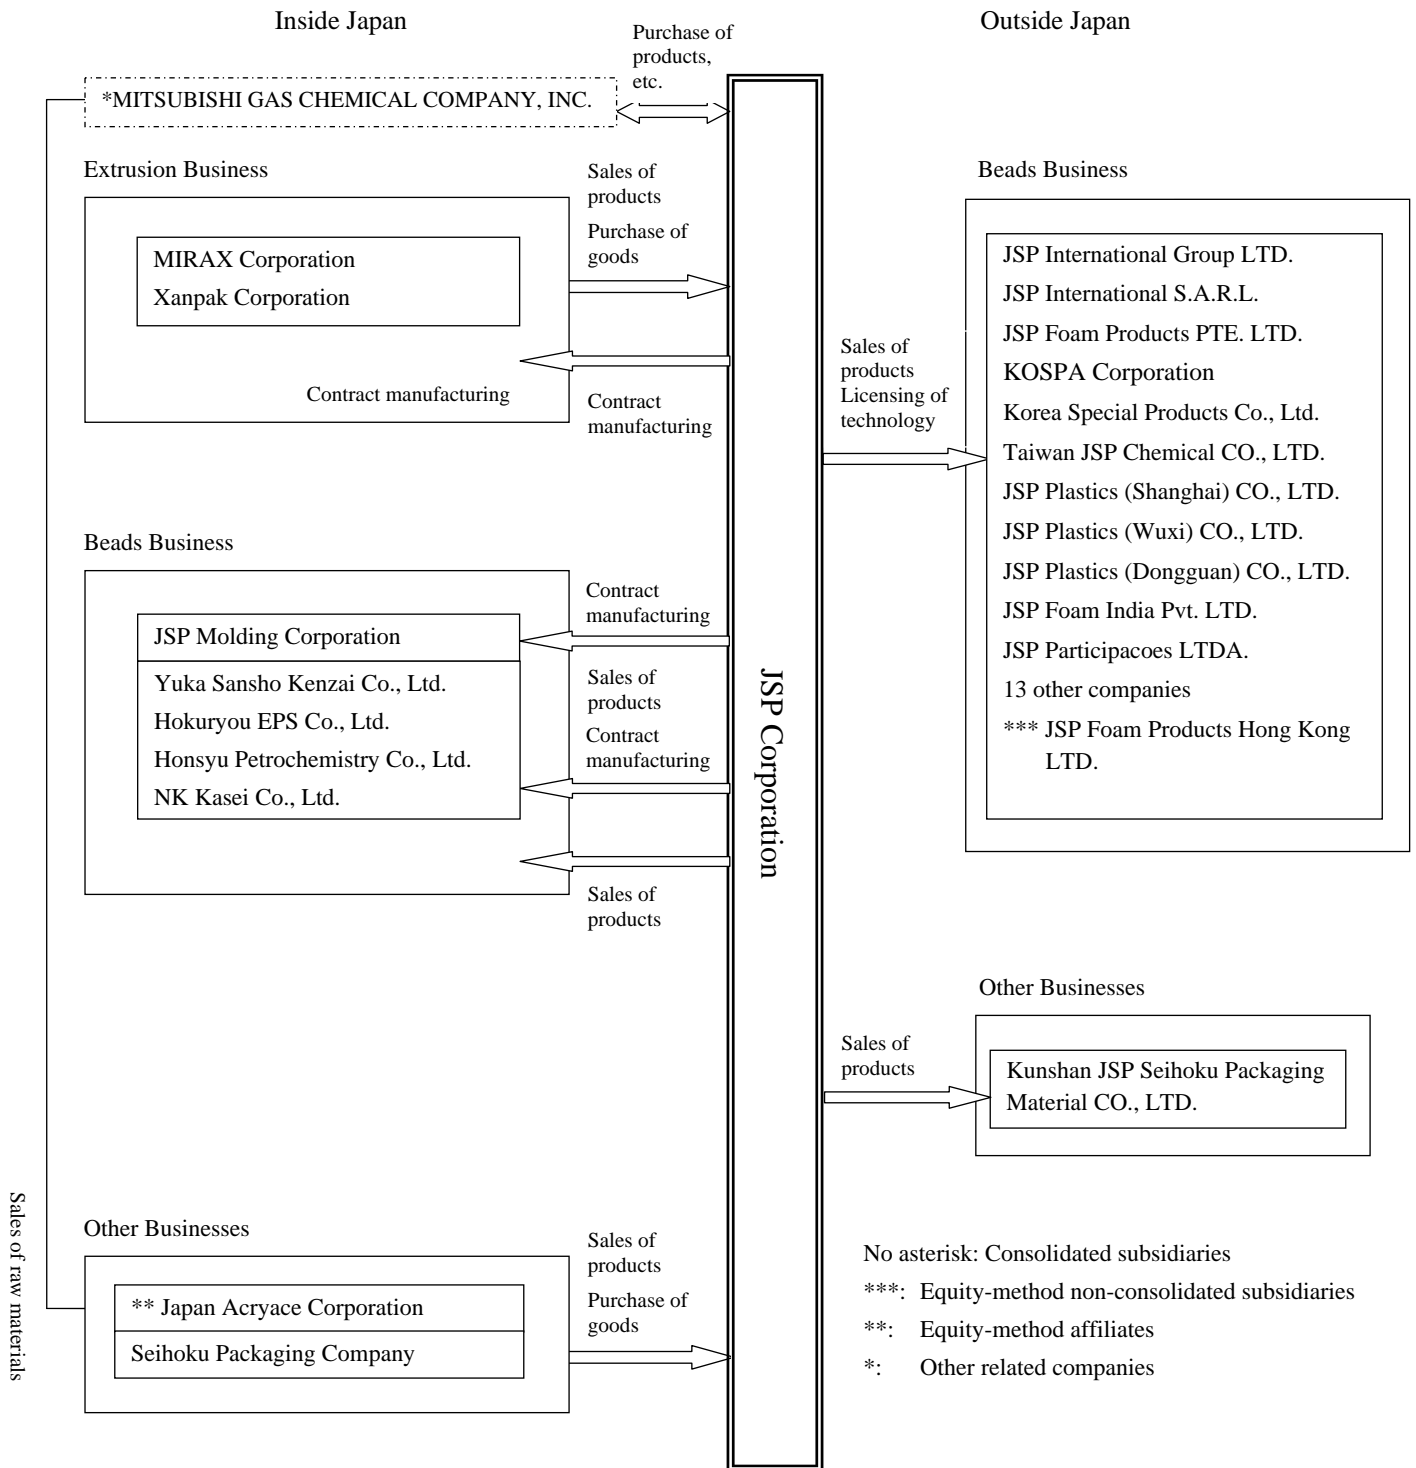 Inside Japan
Outside Japan
Purchase of
products,
etc.
*MITSUBISHI GAS CHEMICAL COMPANY, INC.
Extrusion Business
Sales of
products
Purchase of
goods
MIRAX Corporation
Xanpak Corporation
Contract manufacturing
Contract
manufacturing
Beads Business
Contract
manufacturing
JSP Molding Corporation
Yuka Sansho Kenzai Co., Ltd.
Hokuryou EPS Co., Ltd.
Honsyu Petrochemistry Co., Ltd.
NK Kasei Co., Ltd.
Sales of
products
Contract
manufacturing
Sales of
products
JSP Corporation
Beads Business
Sales of
products
Licensing of
technology
JSP International Group LTD.
JSP International S.A.R.L.
JSP Foam Products PTE. LTD.
KOSPA Corporation
Korea Special Products Co., Ltd.
Taiwan JSP Chemical CO., LTD.
JSP Plastics (Shanghai) CO., LTD.
JSP Plastics (Wuxi) CO., LTD.
JSP Plastics (Dongguan) CO., LTD.
JSP Foam India Pvt. LTD.
JSP Participacoes LTDA.
13 other companies
*** JSP Foam Products Hong Kong
LTD.
Other Businesses
Sales of
products
Kunshan JSP Seihoku Packaging
Material CO., LTD.
Sales of raw materials
Other Businesses
Sales of
products
Purchase of
goods
** Japan Acryace Corporation
Seihoku Packaging Company
No asterisk: Consolidated subsidiaries
***: Equity-method non-consolidated subsidiaries
**: Equity-method affiliates
*: Other related companies